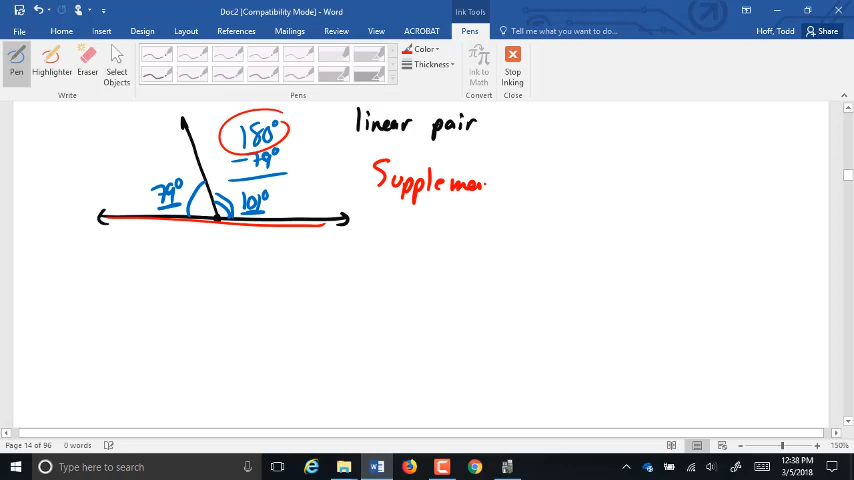 Doc2 [Compatibility Mode] - Word
Ink Tools
File Home Insert Design Layout References Mailings Review View ACROBAT Pens Tell me what you want to do... Hoff, Todd Share
Pen Highlighter Eraser Select Objects
Color
Thickness
Ink to Math
Stop Inking
Write Pens Convert Close
180°
-79°
79° 101°
linear pair
Supplemen
Page 14 of 96 0 words 150%
Type here to search
12:38 PM
3/5/2018